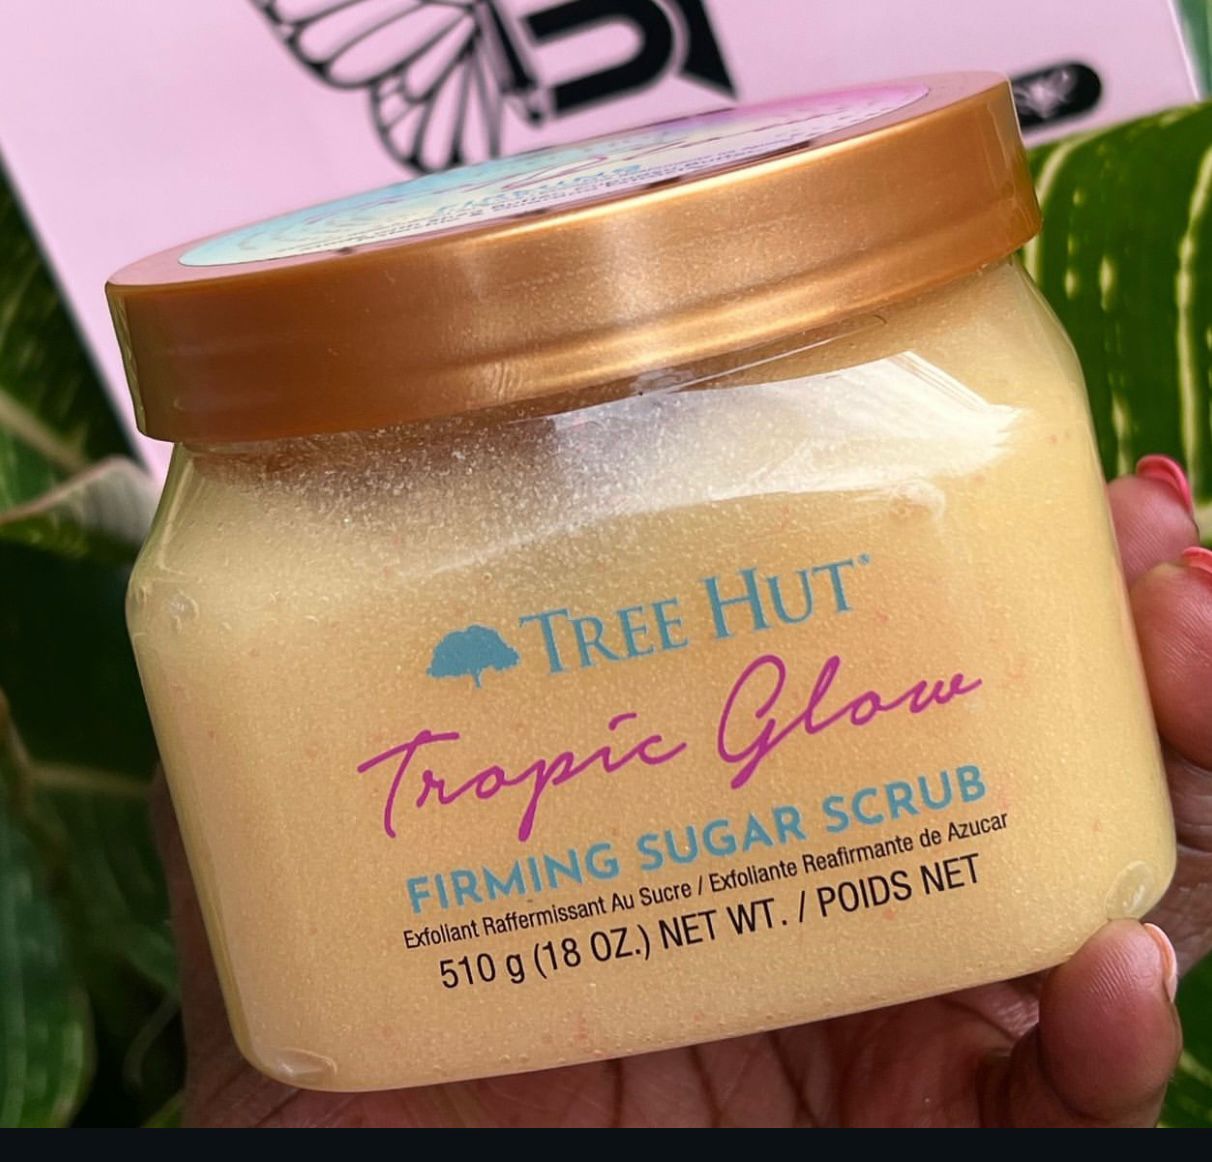 TREE HUT®
Tropic Glow
FIRMING SUGAR SCRUB
Exfoliant Raffermissant Au Sucre / Exfoliante Reafirmante de Azucar
510 g (18 OZ.) NET WT. / POIDS NET